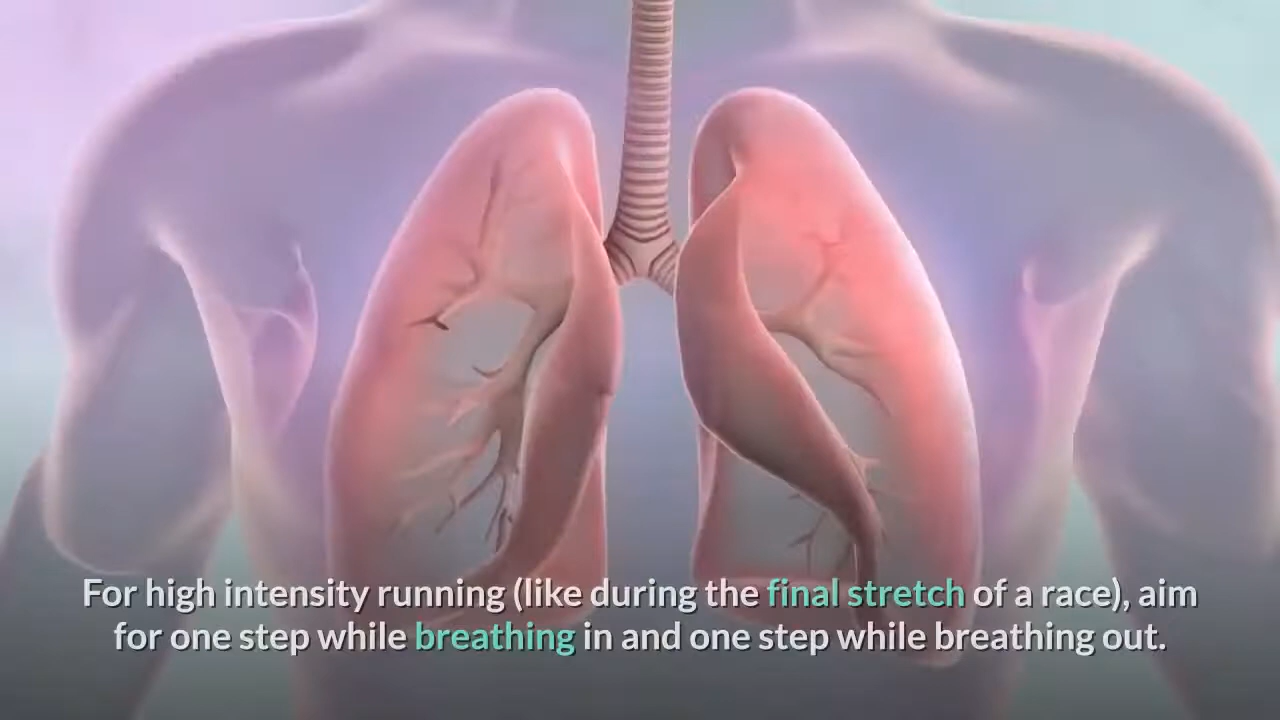 For high intensity running (like during the final stretch of a race), aim
for one step while breathing in and one step while breathing out.